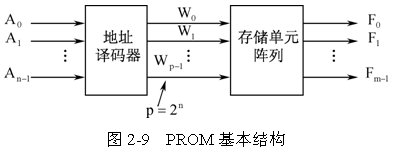 A₀ W₀ F₀
A₁ 地址 W₁ 存储单元 F₁
⋮ 译码器 ⋮ 阵列 ⋮
Aₙ₋₁ Wₚ₋₁ Fₘ₋₁
p = 2ⁿ
图 2-9 PROM 基本结构